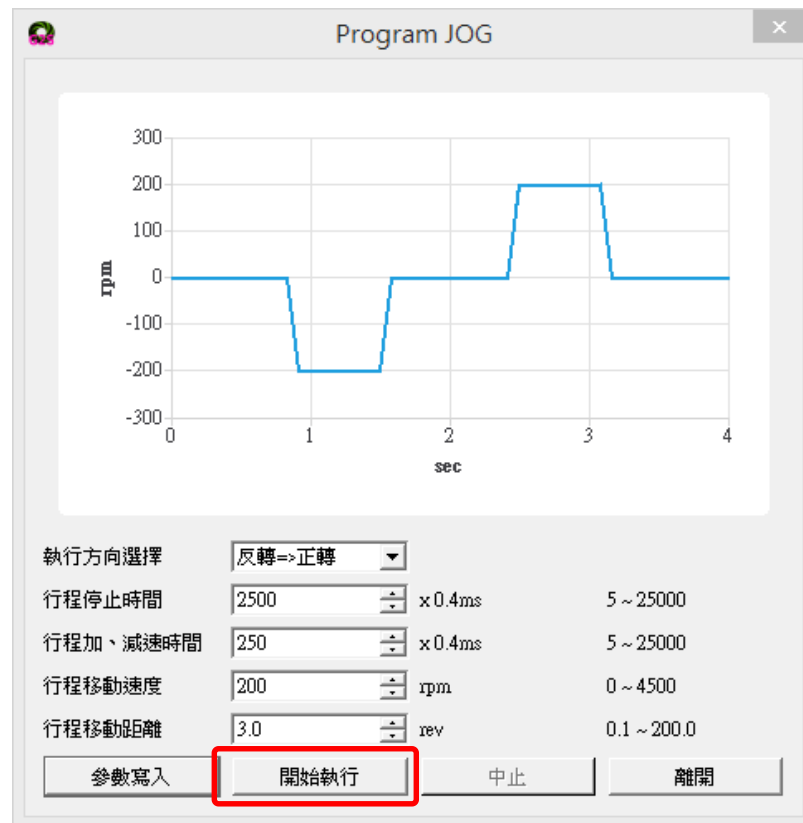 Program JOG
300
200
100
0
-100
-200
-300
rpm
0 1 2 3 4
sec
執行方向選擇 反轉=>正轉
行程停止時間 2500 x 0.4ms 5 ~ 25000
行程加、減速時間 250 x 0.4ms 5 ~ 25000
行程移動速度 200 rpm 0 ~ 4500
行程移動距離 3.0 rev 0.1 ~ 200.0
參數寫入 開始執行 中止 離開